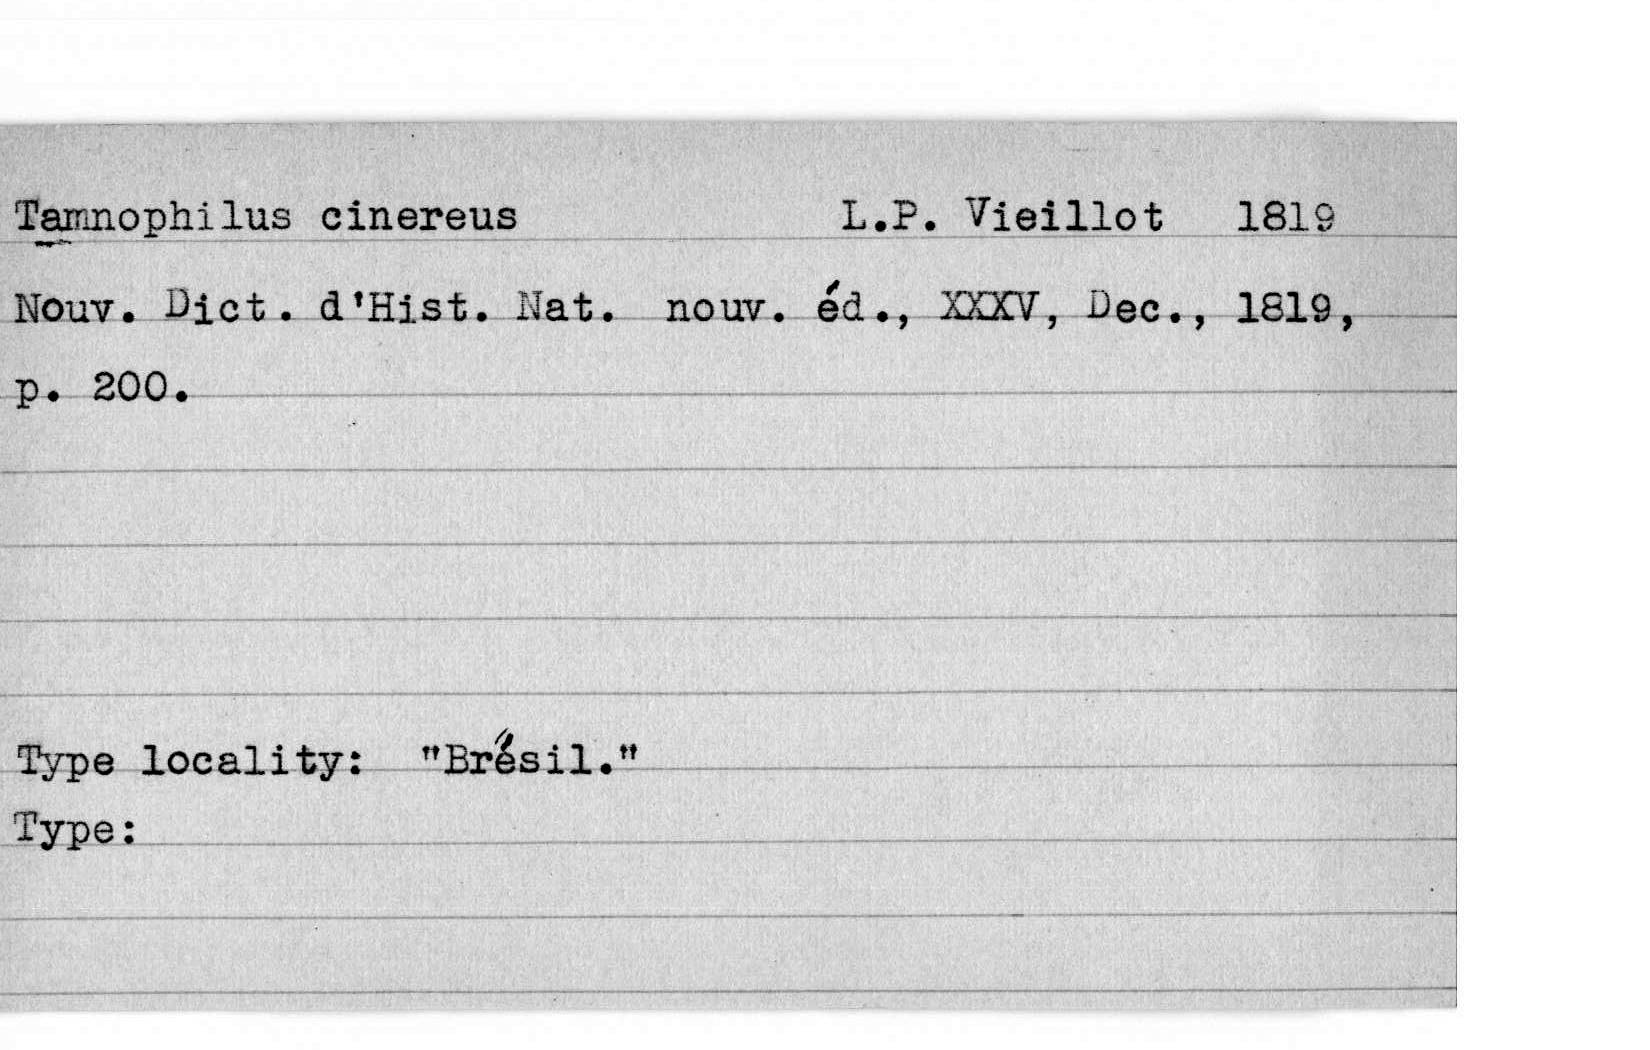 Tamnophilus cinereus L.P. Vieillot 1819
Nouv. Dict. d'Hist. Nat. nouv. éd., XXXV, Dec., 1819,
p. 200.
Type locality: "Brésil."
Type: